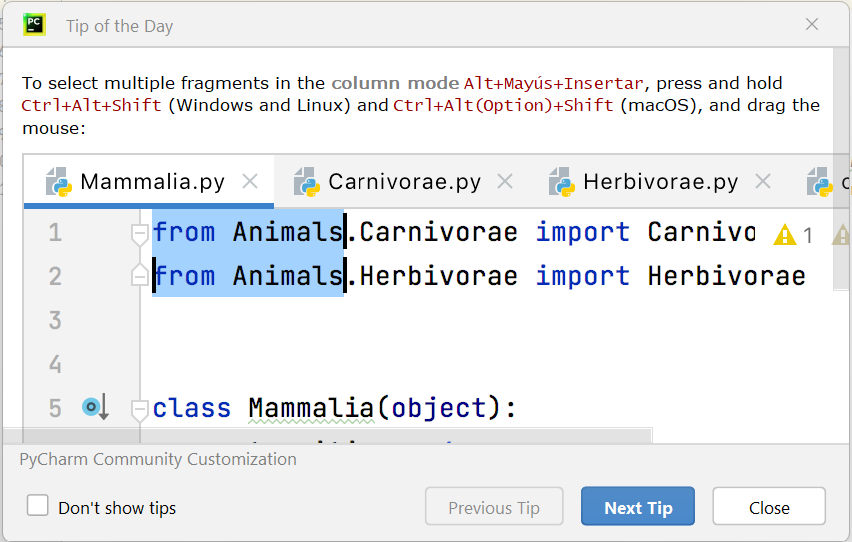 PC
Tip of the Day
To select multiple fragments in the column mode Alt+Mayús+Insertar, press and hold
Ctrl+Alt+Shift (Windows and Linux) and Ctrl+Alt(Option)+Shift (macOS), and drag the
mouse:
Mammalia.py Carnivorae.py Herbivorae.py
1 from Animals.Carnivorae import Carnivo 1
2 from Animals.Herbivorae import Herbivorae
3
4
5 class Mammalia(object):
PyCharm Community Customization
Don't show tips Previous Tip Next Tip Close